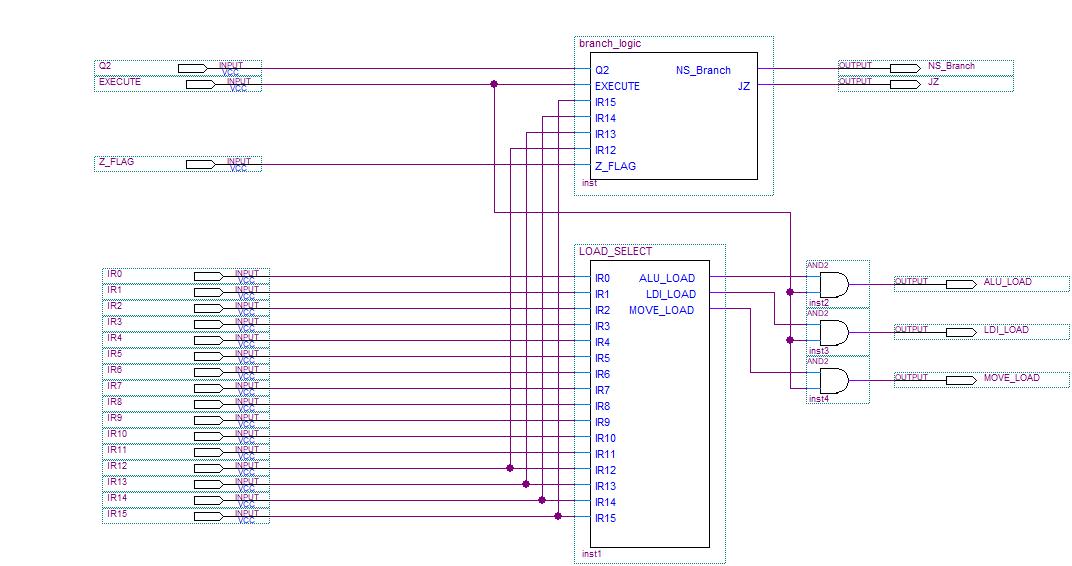 branch_logic
Q2 INPUT VCC
EXECUTE INPUT VCC
Z_FLAG INPUT VCC
Q2 NS_Branch
EXECUTE JZ
IR15
IR14
IR13
IR12
Z_FLAG
inst
OUTPUT NS_Branch
OUTPUT JZ
LOAD_SELECT
IR0 INPUT VCC
IR1 INPUT VCC
IR2 INPUT VCC
IR3 INPUT VCC
IR4 INPUT VCC
IR5 INPUT VCC
IR6 INPUT VCC
IR7 INPUT VCC
IR8 INPUT VCC
IR9 INPUT VCC
IR10 INPUT VCC
IR11 INPUT VCC
IR12 INPUT VCC
IR13 INPUT VCC
IR14 INPUT VCC
IR15 INPUT VCC
IR0 ALU_LOAD
IR1 LDI_LOAD
IR2 MOVE_LOAD
IR3
IR4
IR5
IR6
IR7
IR8
IR9
IR10
IR11
IR12
IR13
IR14
IR15
inst1
AND2
inst2
AND2
inst3
AND2
inst4
OUTPUT ALU_LOAD
OUTPUT LDI_LOAD
OUTPUT MOVE_LOAD